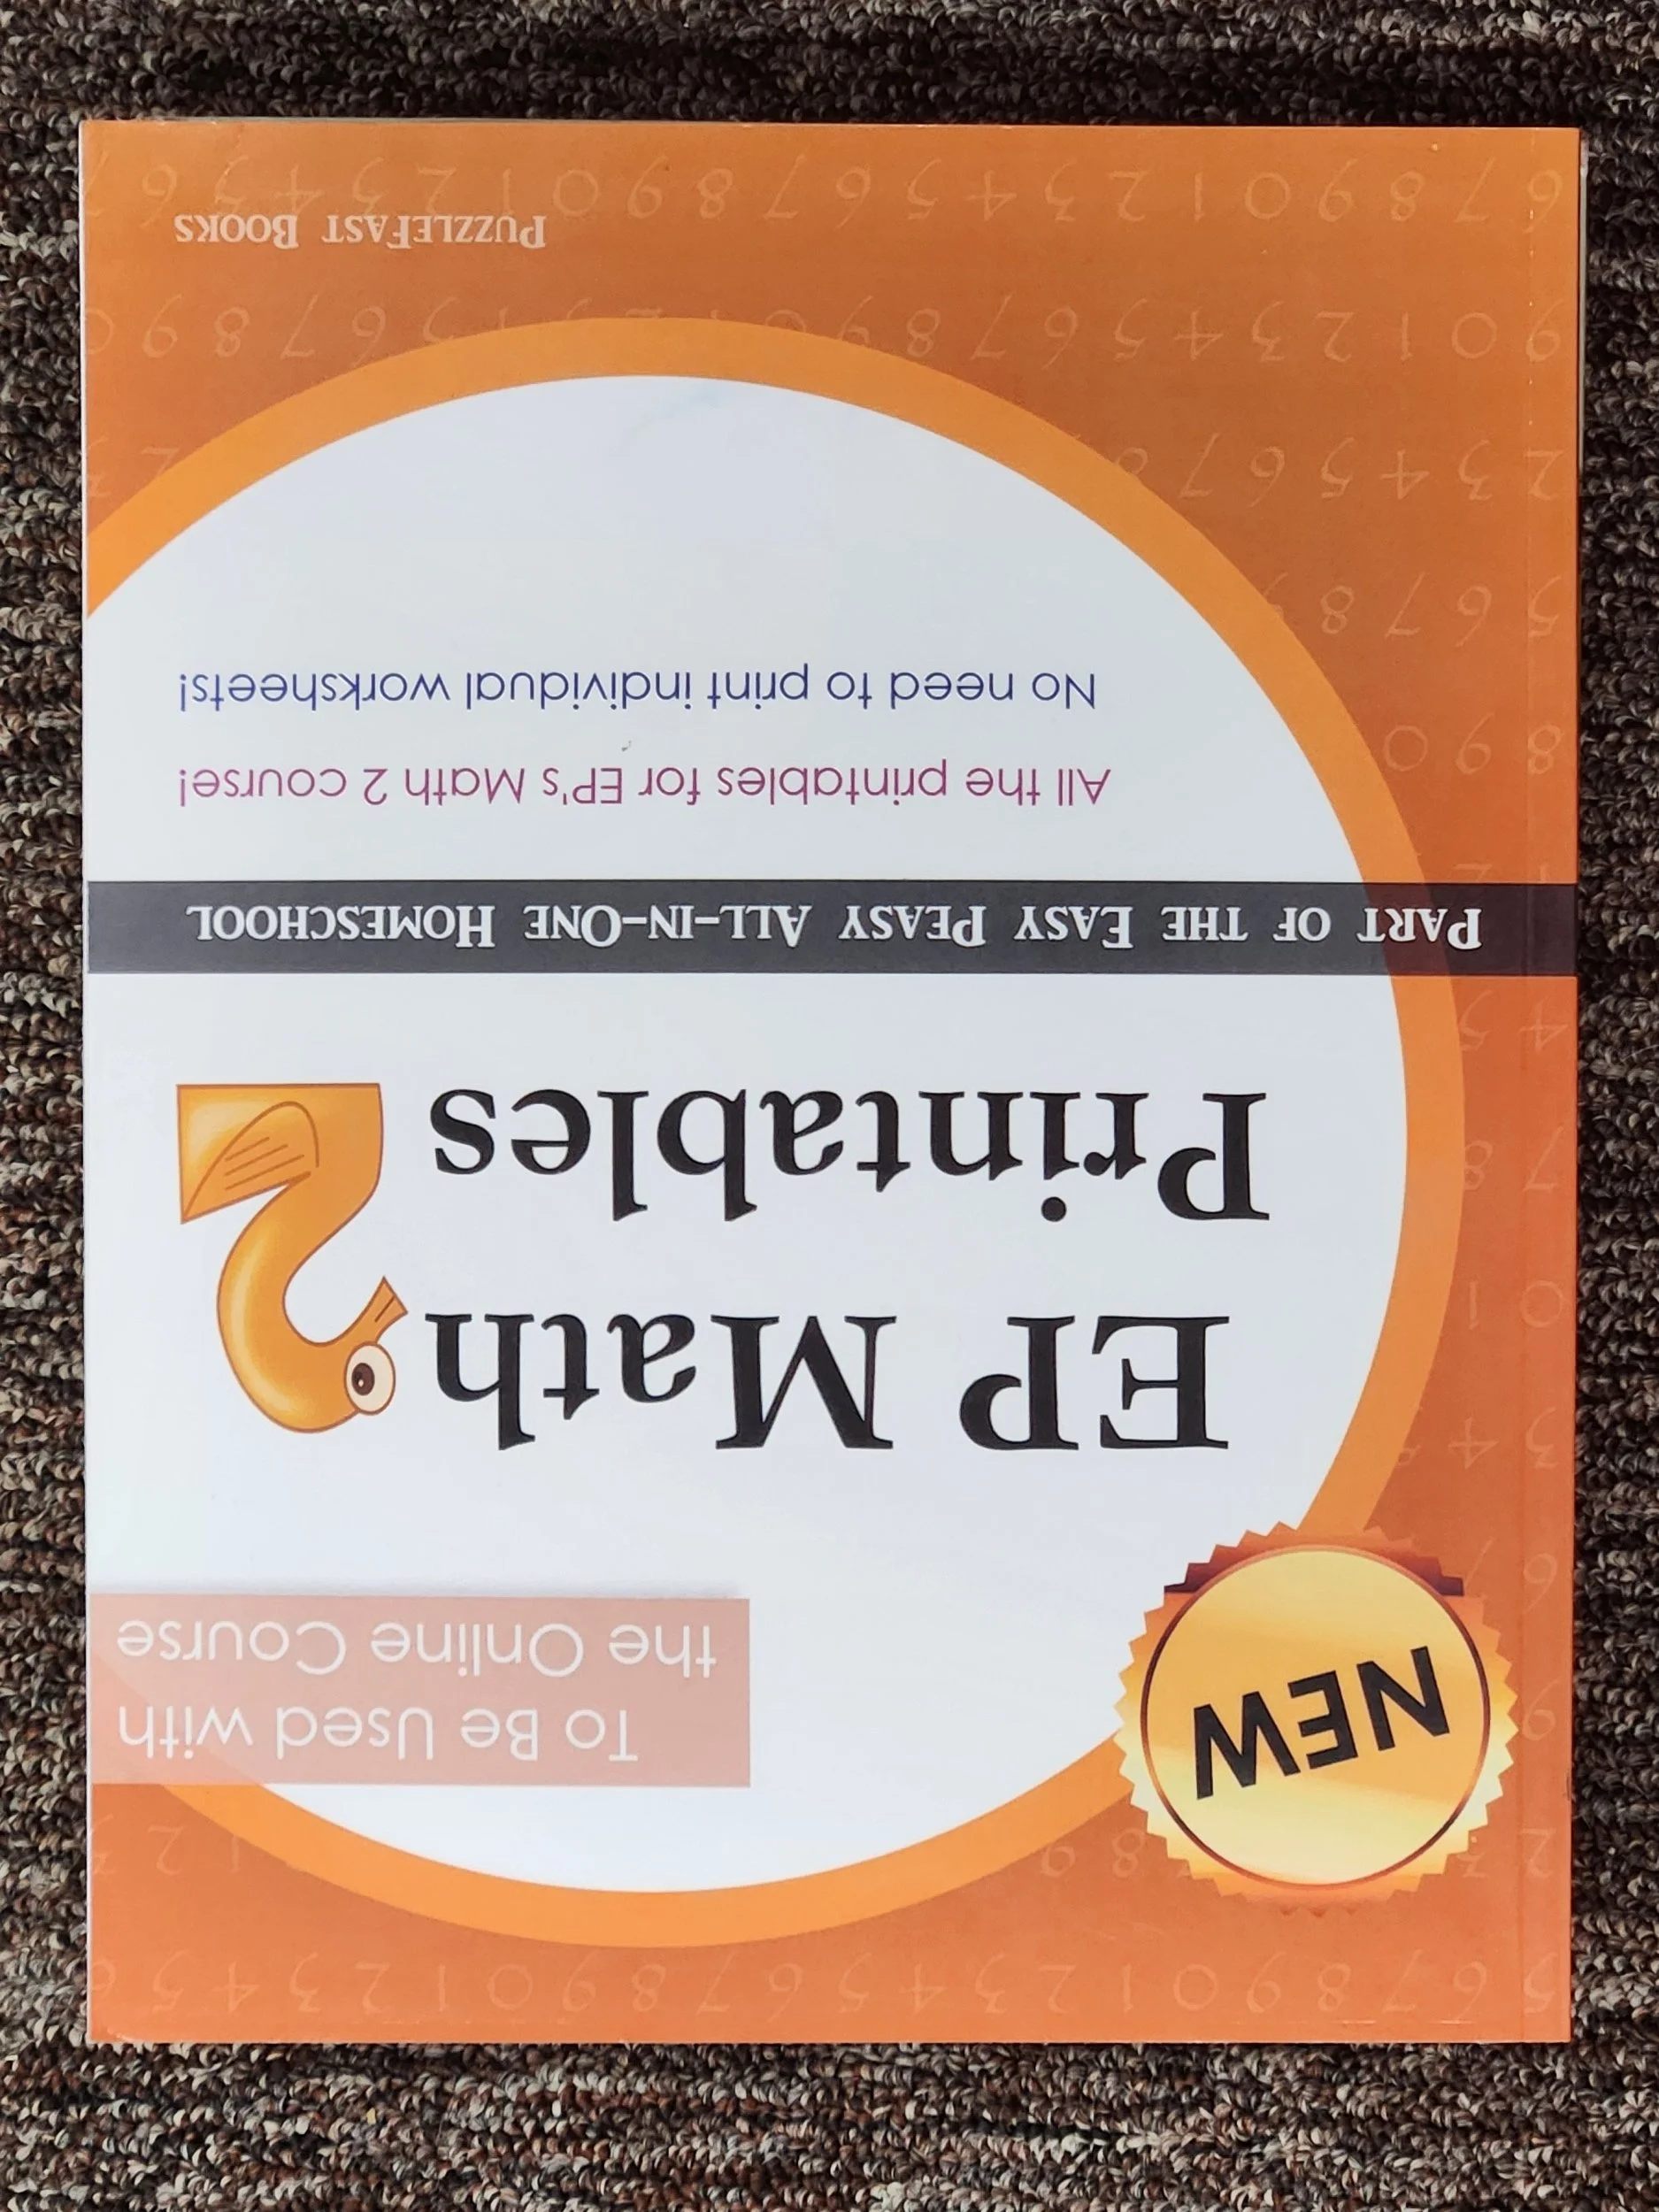 To Be Used with
the Online Course
NEW
EP Math
Printables
2
PART OF THE EASY PEASY ALL-IN-ONE HOMESCHOOL
All the printables for EP's Math 2 course!
No need to print individual worksheets!
PUZZLEFAST BOOKS